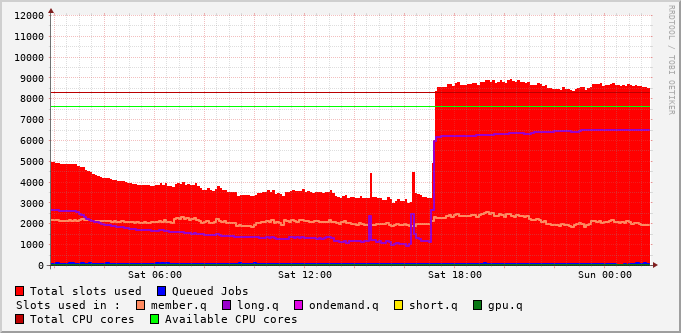 RRDTOOL / TOBI OETIKER
12000
11000
10000
9000
8000
7000
6000
5000
4000
3000
2000
1000
0
Sat 06:00 Sat 12:00 Sat 18:00 Sun 00:00
Total slots used Queued Jobs
Slots used in : member.q long.q ondemand.q short.q gpu.q
Total CPU cores Available CPU cores